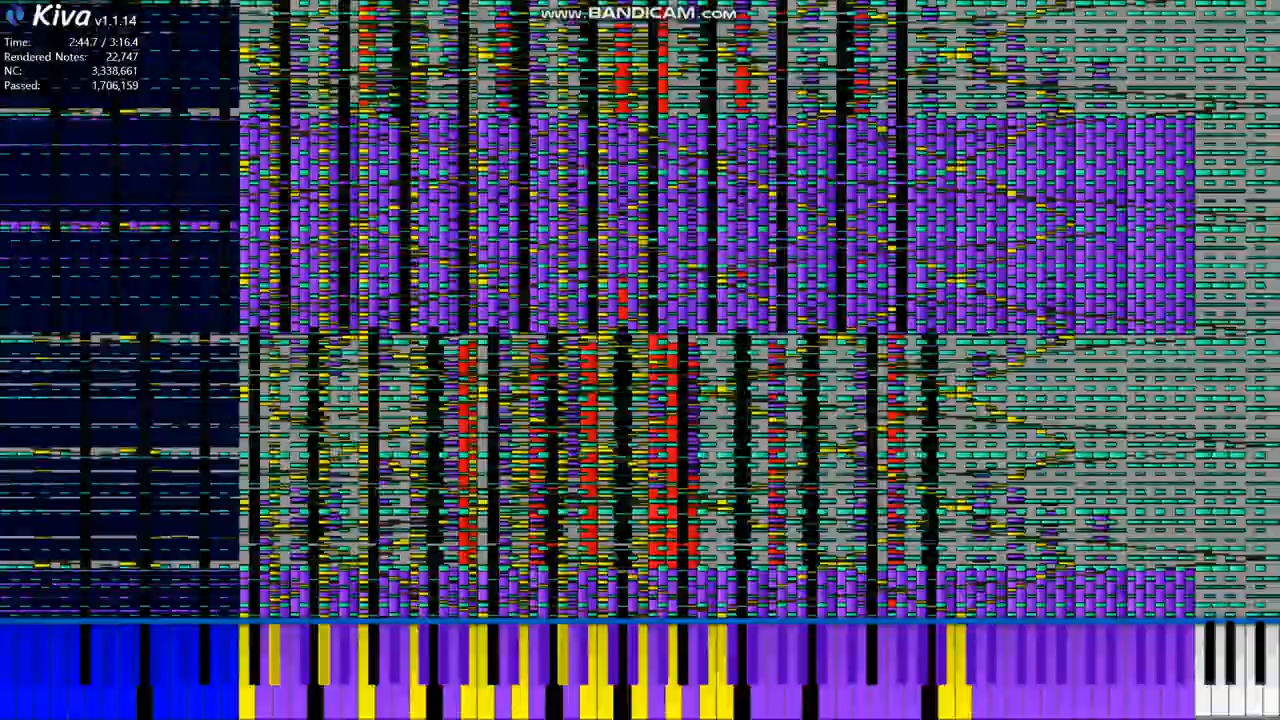 Kiva v1.1.14
www.BANDICAM.com
Time: 2:44.7 / 3:16.4
Rendered Notes: 22,747
NC: 3,338,661
Passed: 1,706,159